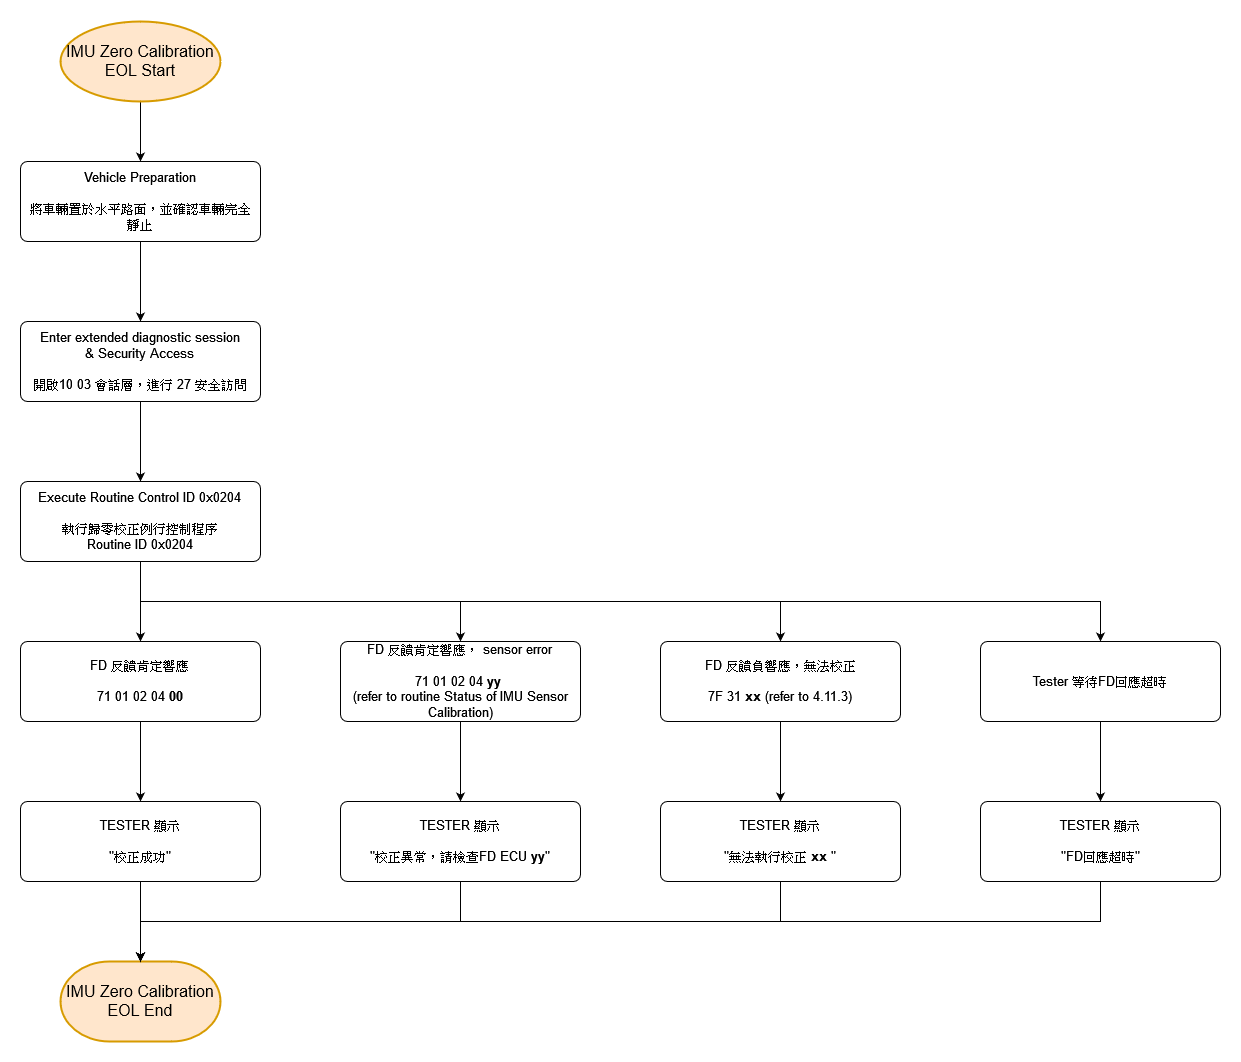 IMU Zero Calibration
EOL Start
Vehicle Preparation
將車輛置於水平路面，並確認車輛完全
靜止
Enter extended diagnostic session
& Security Access
開啟10 03 會話層，進行 27 安全訪問
Execute Routine Control ID 0x0204
執行歸零校正例行控制程序
Routine ID 0x0204
FD 反饋肯定響應
71 01 02 04 00
FD 反饋肯定響應， sensor error
71 01 02 04 yy
(refer to routine Status of IMU Sensor
Calibration)
FD 反饋負響應，無法校正
7F 31 xx (refer to 4.11.3)
Tester 等待FD回應超時
TESTER 顯示
"校正成功"
TESTER 顯示
"校正異常，請檢查FD ECU yy"
TESTER 顯示
"無法執行校正 xx "
TESTER 顯示
"FD回應超時"
IMU Zero Calibration
EOL End